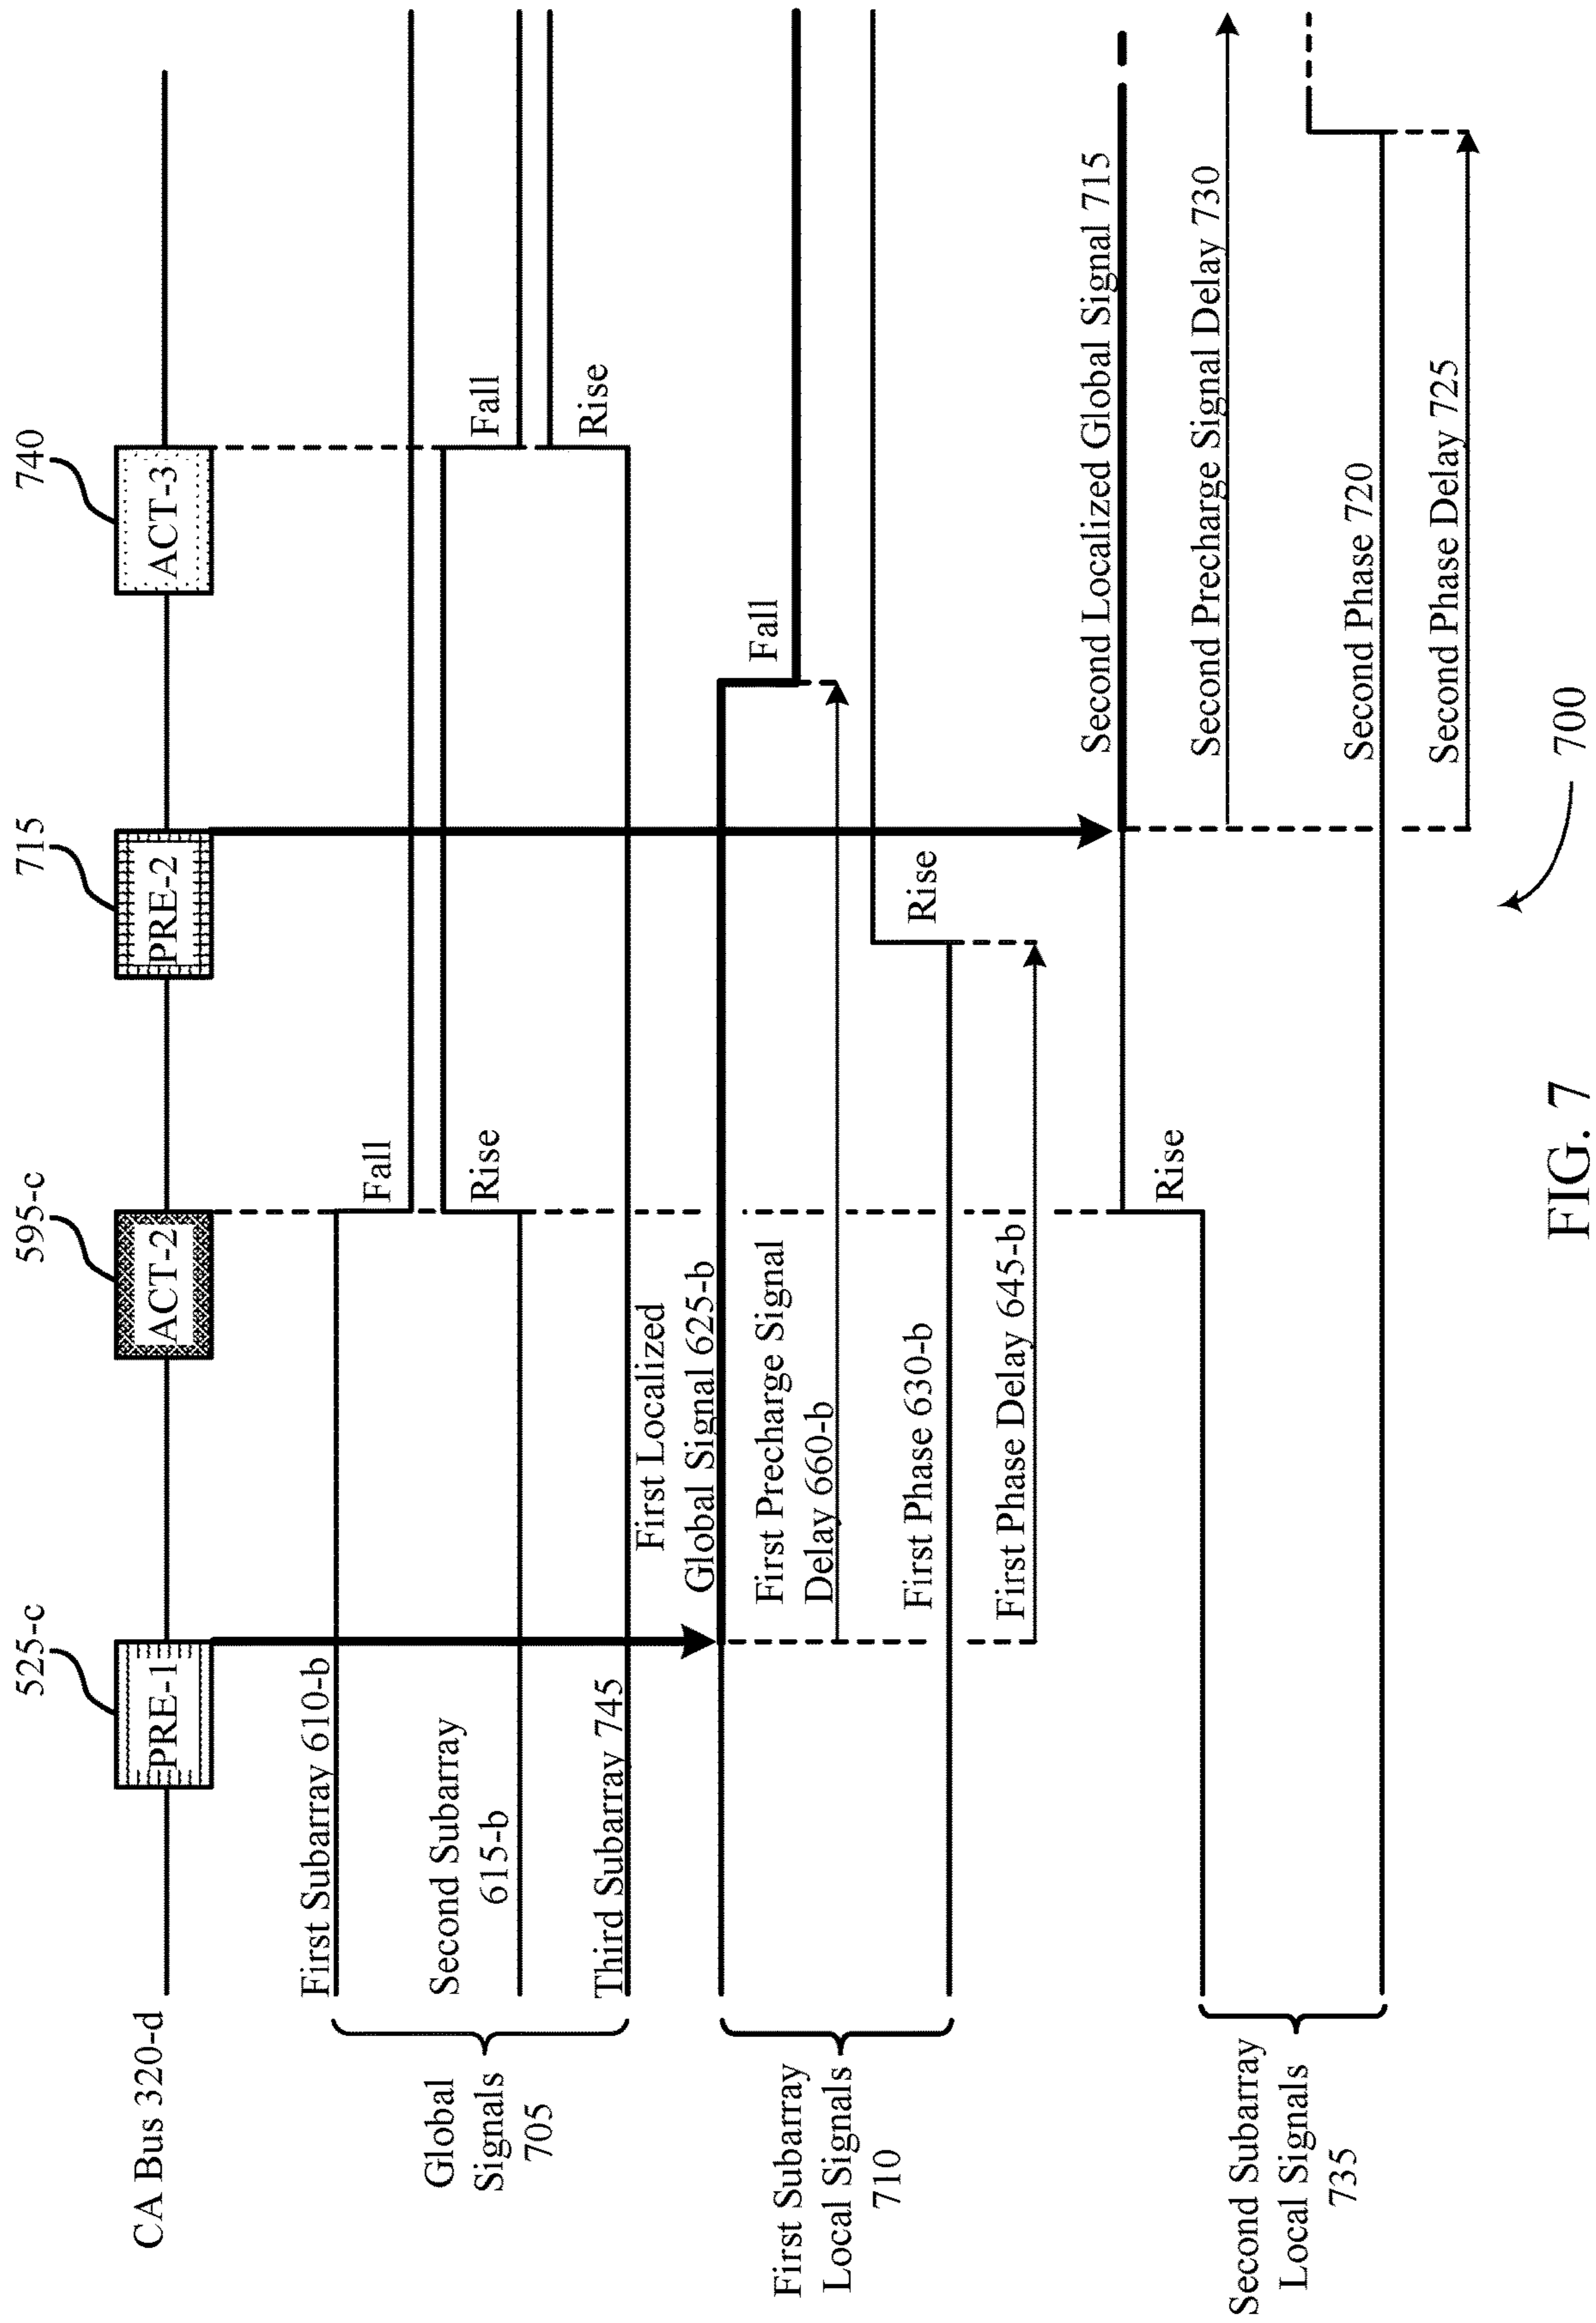 525-c
595-c
715
740
CA Bus 320-d
PRE-1
ACT-2
PRE-2
ACT-3
Global
Signals
705
First Subarray 610-b
Fall
Second Subarray
615-b
Rise
Fall
Third Subarray 745
Rise
First Subarray
Local Signals
710
First Localized
Global Signal 625-b
Fall
First Precharge Signal
Delay 660-b
First Phase 630-b
Rise
First Phase Delay 645-b
Second Subarray
Local Signals
735
Rise
Second Localized Global Signal 715
Second Precharge Signal Delay 730
Second Phase 720
Second Phase Delay 725
700
FIG. 7